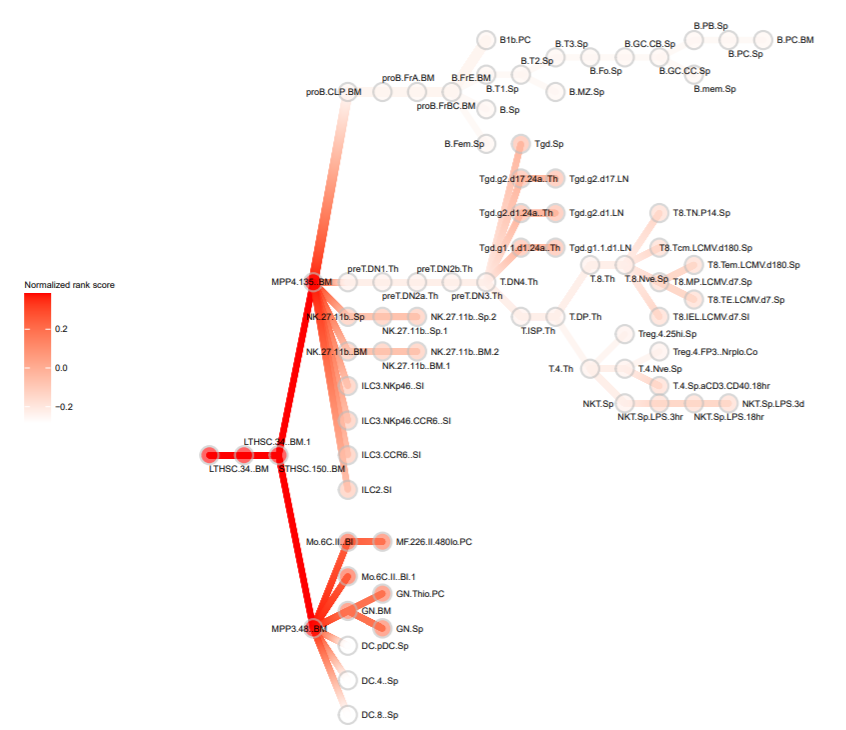 B.PB.Sp
B1b.PC
B.T3.Sp
B.GC.CB.Sp
B.PC.BM
B.PC.Sp
B.T2.Sp
B.Fo.Sp
B.GC.CC.Sp
proB.FrA.BM
B.FrE.BM
proB.CLP.BM
B.T1.Sp
B.MZ.Sp
B.mem.Sp
proB.FrBC.BM
B.Sp
B.Fem.Sp
Tgd.Sp
Tgd.g2.d17.24a..Th
Tgd.g2.d17.LN
Tgd.g2.d1.24a..Th
Tgd.g2.d1.LN
T8.TN.P14.Sp
Tgd.g1.1.d1.24a..Th
Tgd.g1.1.d1.LN
T8.Tcm.LCMV.d180.Sp
preT.DN1.Th
preT.DN2b.Th
T8.Tem.LCMV.d180.Sp
MPP4.135..BM
T.DN4.Th
T.8.Th
T.8.Nve.Sp
T8.MP.LCMV.d7.Sp
Normalized rank score
preT.DN2a.Th
preT.DN3.Th
T8.TE.LCMV.d7.Sp
NK.27.11b..Sp
NK.27.11b..Sp.2
T.DP.Th
T8.IEL.LCMV.d7.SI
0.2
NK.27.11b..Sp.1
T.ISP.Th
Treg.4.25hi.Sp
NK.27.11b..BM
NK.27.11b..BM.2
Treg.4.FP3..Nrplo.Co
0.0
NK.27.11b..BM.1
T.4.Th
T.4.Nve.Sp
ILC3.NKp46..SI
T.4.Sp.aCD3.CD40.18hr
−0.2
NKT.Sp
NKT.Sp.LPS.3d
ILC3.NKp46.CCR6..SI
NKT.Sp.LPS.3hr
NKT.Sp.LPS.18hr
LTHSC.34..BM.1
ILC3.CCR6..SI
LTHSC.34..BM
STHSC.150..BM
ILC2.SI
Mo.6C.II..Bl
MF.226.II.480lo.PC
Mo.6C.II..Bl.1
GN.Thio.PC
GN.BM
MPP3.48..BM
GN.Sp
DC.pDC.Sp
DC.4..Sp
DC.8..Sp